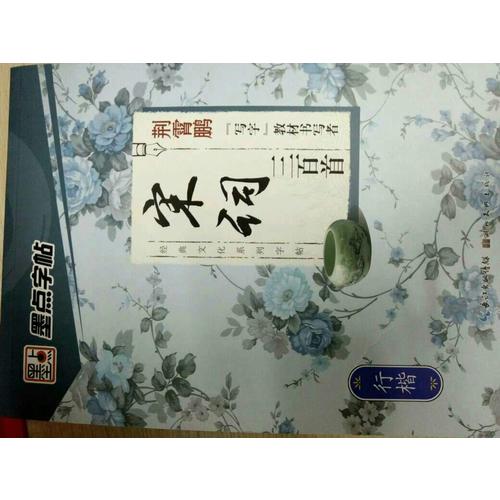 墨点字帖
荆霄鹏
「写字」教材书写者
宋词
三百首
经典文化系列字帖
行楷